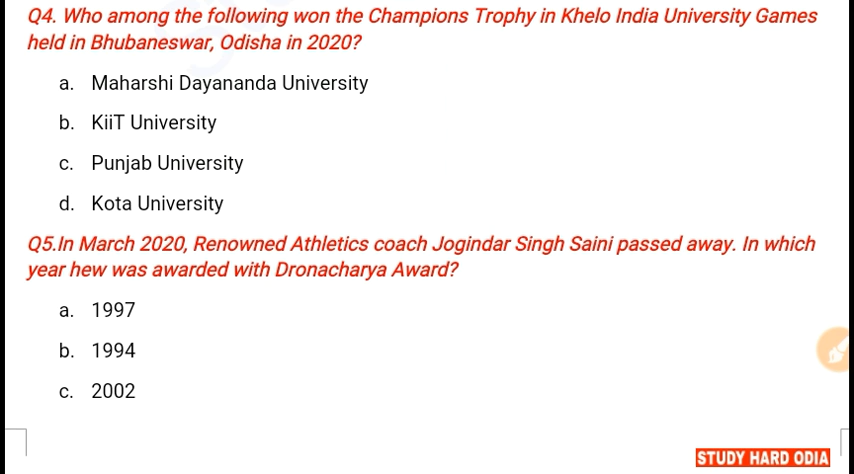 Q4. Who among the following won the Champions Trophy in Khelo India University Games
held in Bhubaneswar, Odisha in 2020?
a. Maharshi Dayananda University
b. KiiT University
c. Punjab University
d. Kota University
Q5.In March 2020, Renowned Athletics coach Jogindar Singh Saini passed away. In which
year hew was awarded with Dronacharya Award?
a. 1997
b. 1994
c. 2002
STUDY HARD ODIA